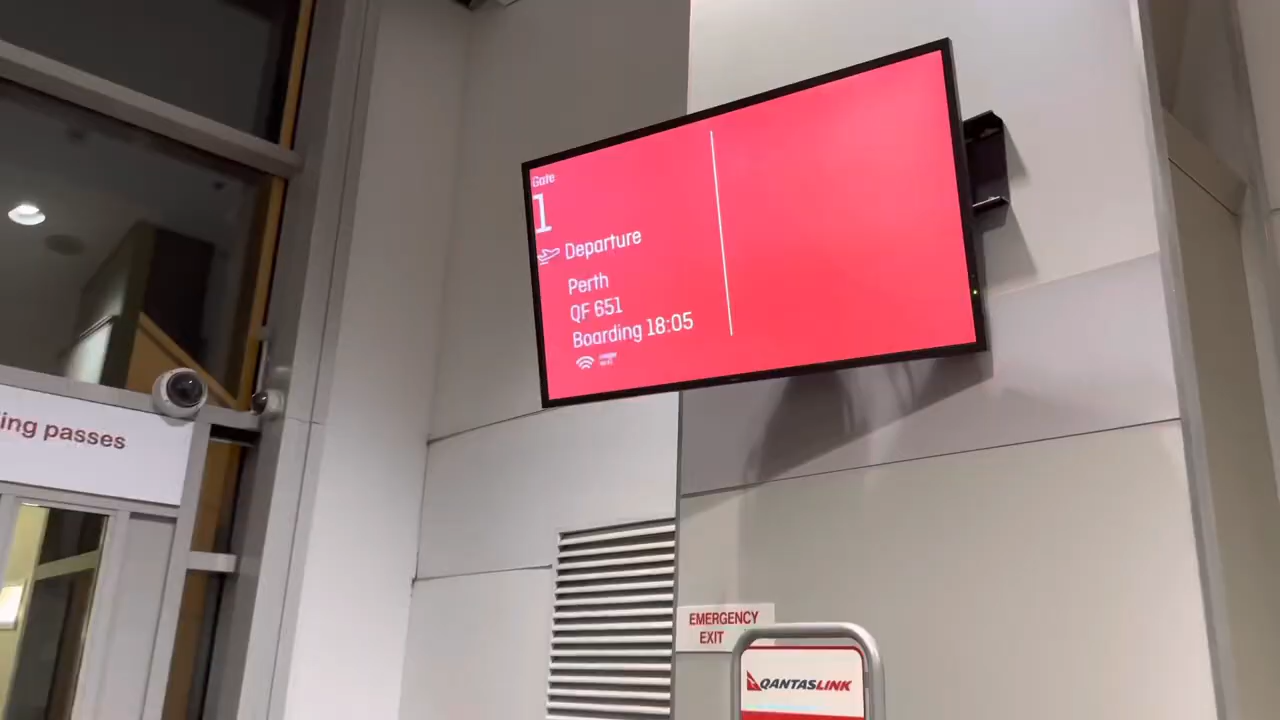 Gate
1
Departure
Perth
QF 651
Boarding 18:05
ing passes
EMERGENCY
EXIT
QANTASLINK